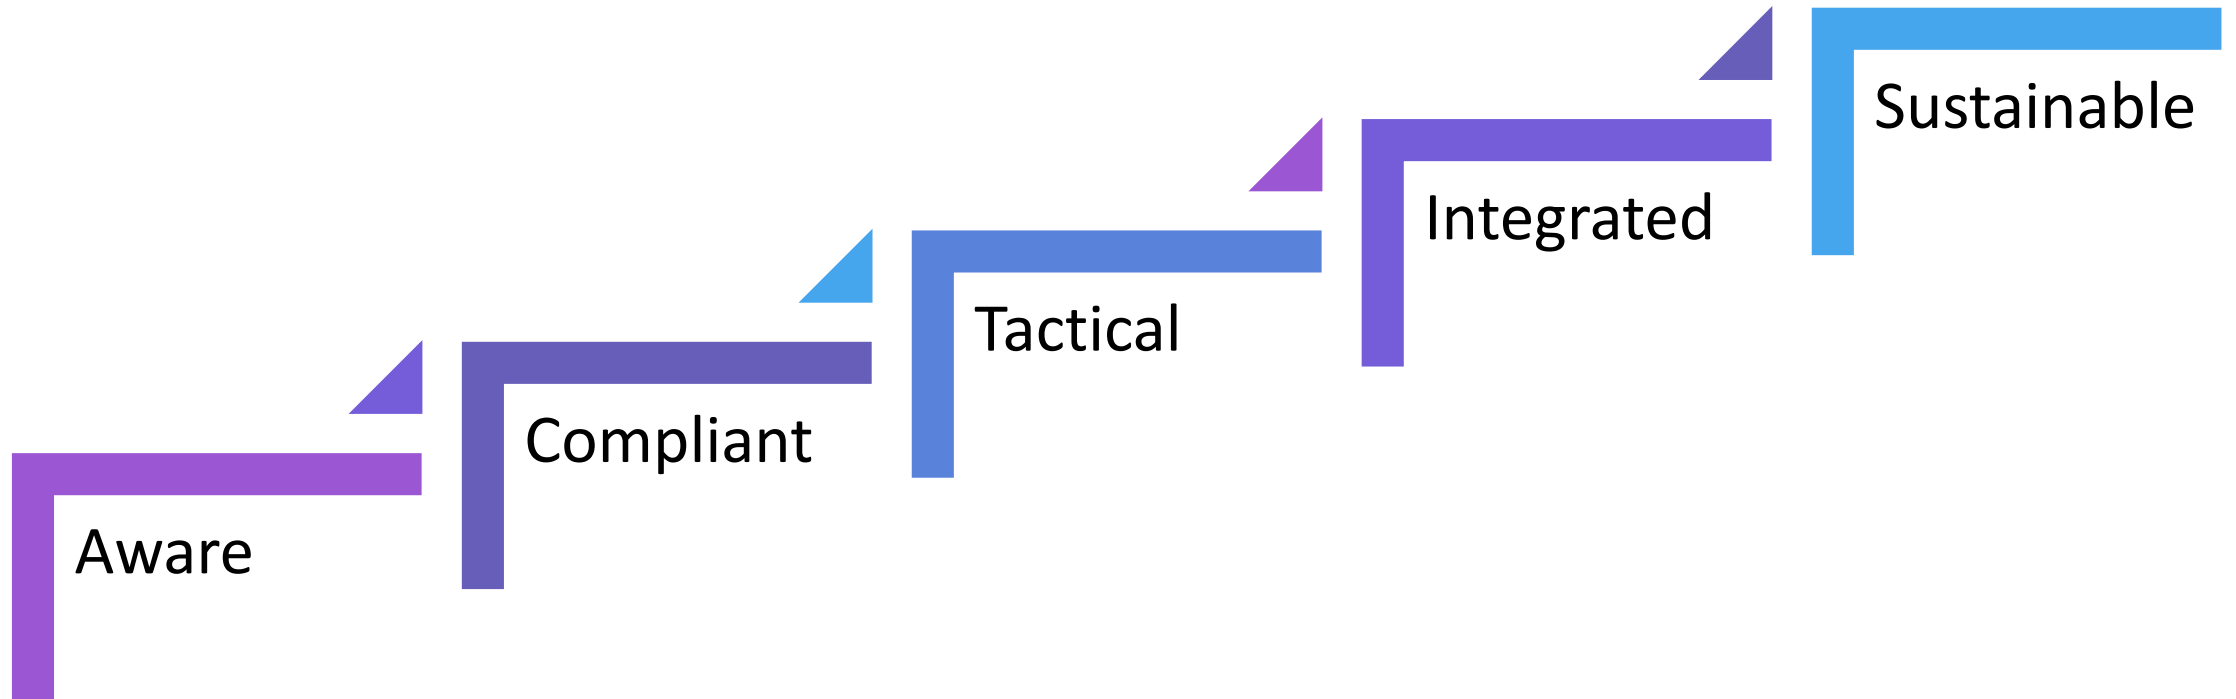 Aware
Compliant
Tactical
Integrated
Sustainable